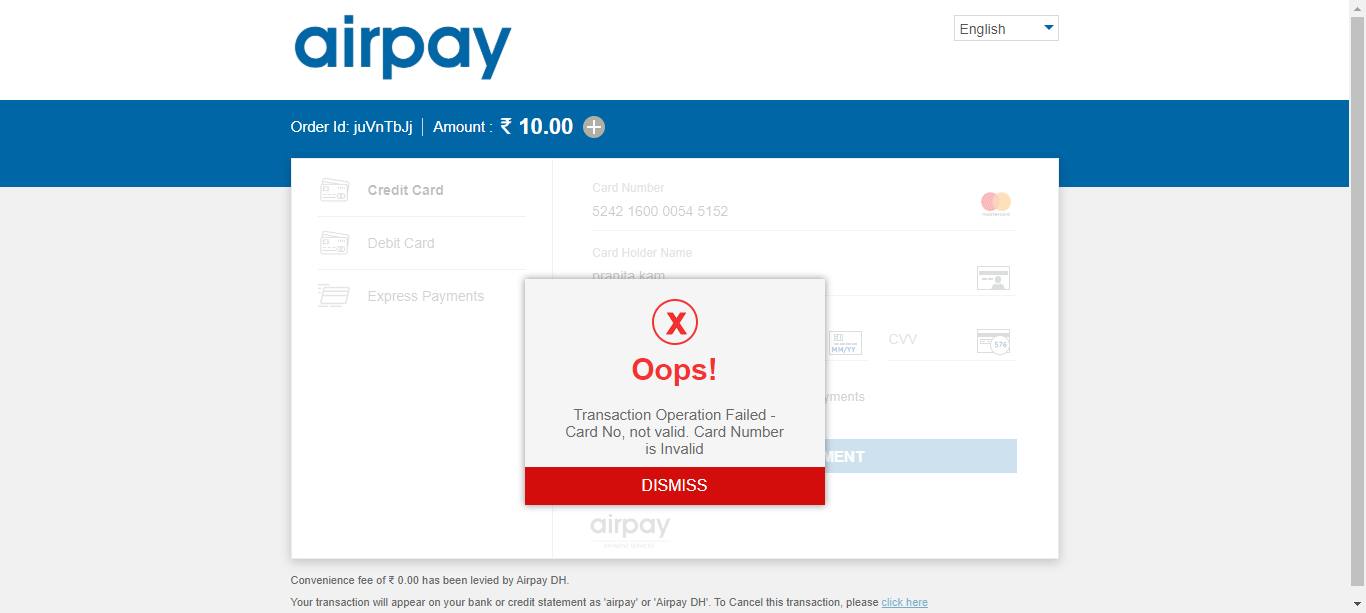 airpay
English
Order Id: juVnTbJj | Amount : ₹ 10.00
Credit Card
Debit Card
Express Payments
Card Number
5242 1600 0054 5152
mastercard
Card Holder Name
pranita kam
MM/YY
CVV
576
X
Oops!
Transaction Operation Failed -
Card No, not valid. Card Number
is Invalid
DISMISS
yments
MENT
airpay
PAYMENT SERVICES
Convenience fee of ₹ 0.00 has been levied by Airpay DH.
Your transaction will appear on your bank or credit statement as 'airpay' or 'Airpay DH'. To Cancel this transaction, please click here